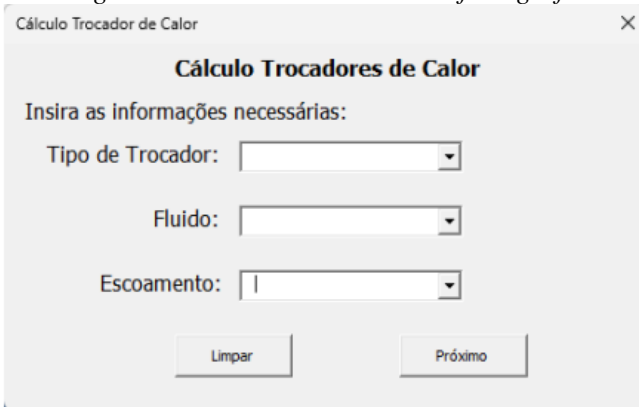 Cálculo Trocador de Calor
Cálculo Trocadores de Calor
Insira as informações necessárias:
Tipo de Trocador:
Fluido:
Escoamento:
Limpar Próximo